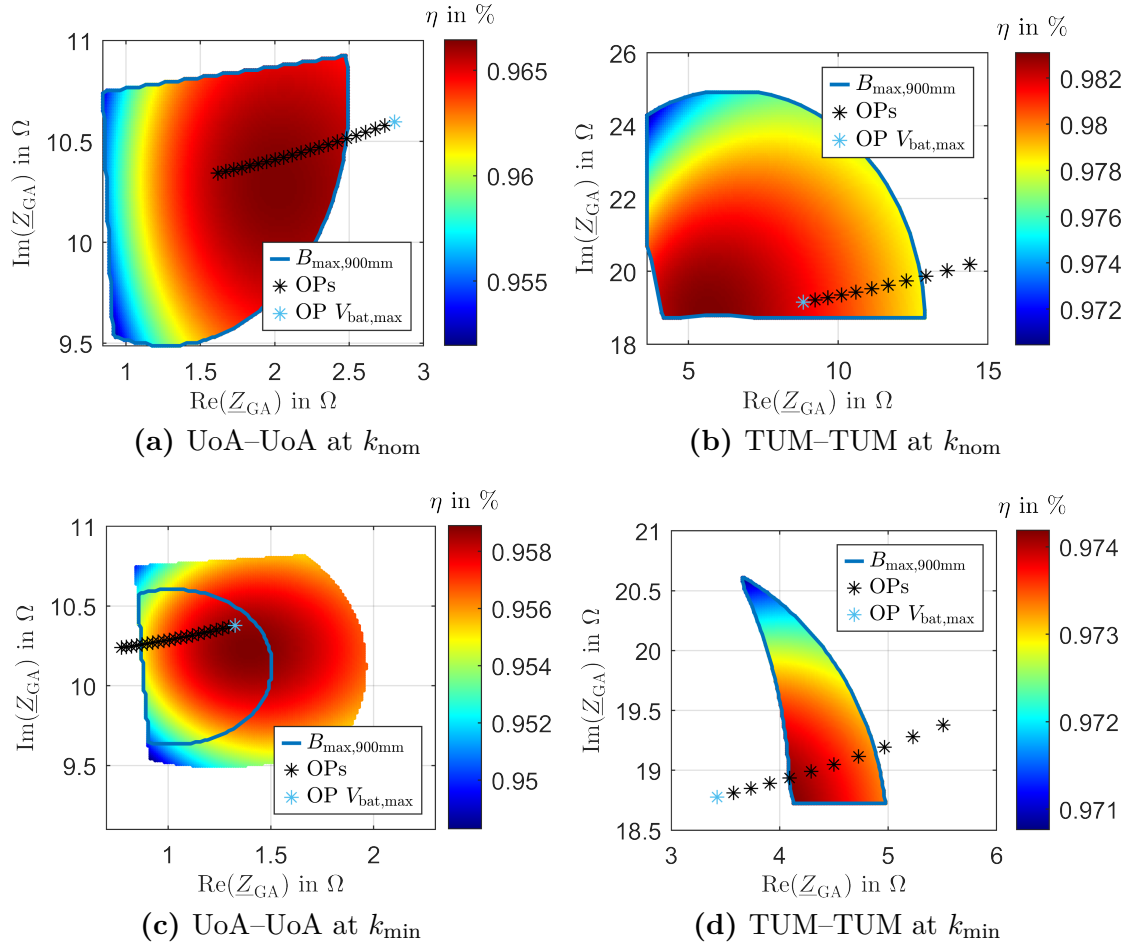 η in %
11
10.5
10
9.5
1
1.5
2
2.5
3
Im(Z_GA) in Ω
Re(Z_GA) in Ω
B_max,900mm
OPs
OP V_bat,max
0.965
0.96
0.955
(a) UoA–UoA at k_nom
η in %
26
24
22
20
18
5
10
15
Im(Z_GA) in Ω
Re(Z_GA) in Ω
B_max,900mm
OPs
OP V_bat,max
0.982
0.98
0.978
0.976
0.974
0.972
(b) TUM–TUM at k_nom
η in %
11
10.5
10
9.5
1
1.5
2
Im(Z_GA) in Ω
Re(Z_GA) in Ω
B_max,900mm
OPs
OP V_bat,max
0.958
0.956
0.954
0.952
0.95
(c) UoA–UoA at k_min
η in %
21
20.5
20
19.5
19
18.5
3
4
5
6
Im(Z_GA) in Ω
Re(Z_GA) in Ω
B_max,900mm
OPs
OP V_bat,max
0.974
0.973
0.972
0.971
(d) TUM–TUM at k_min